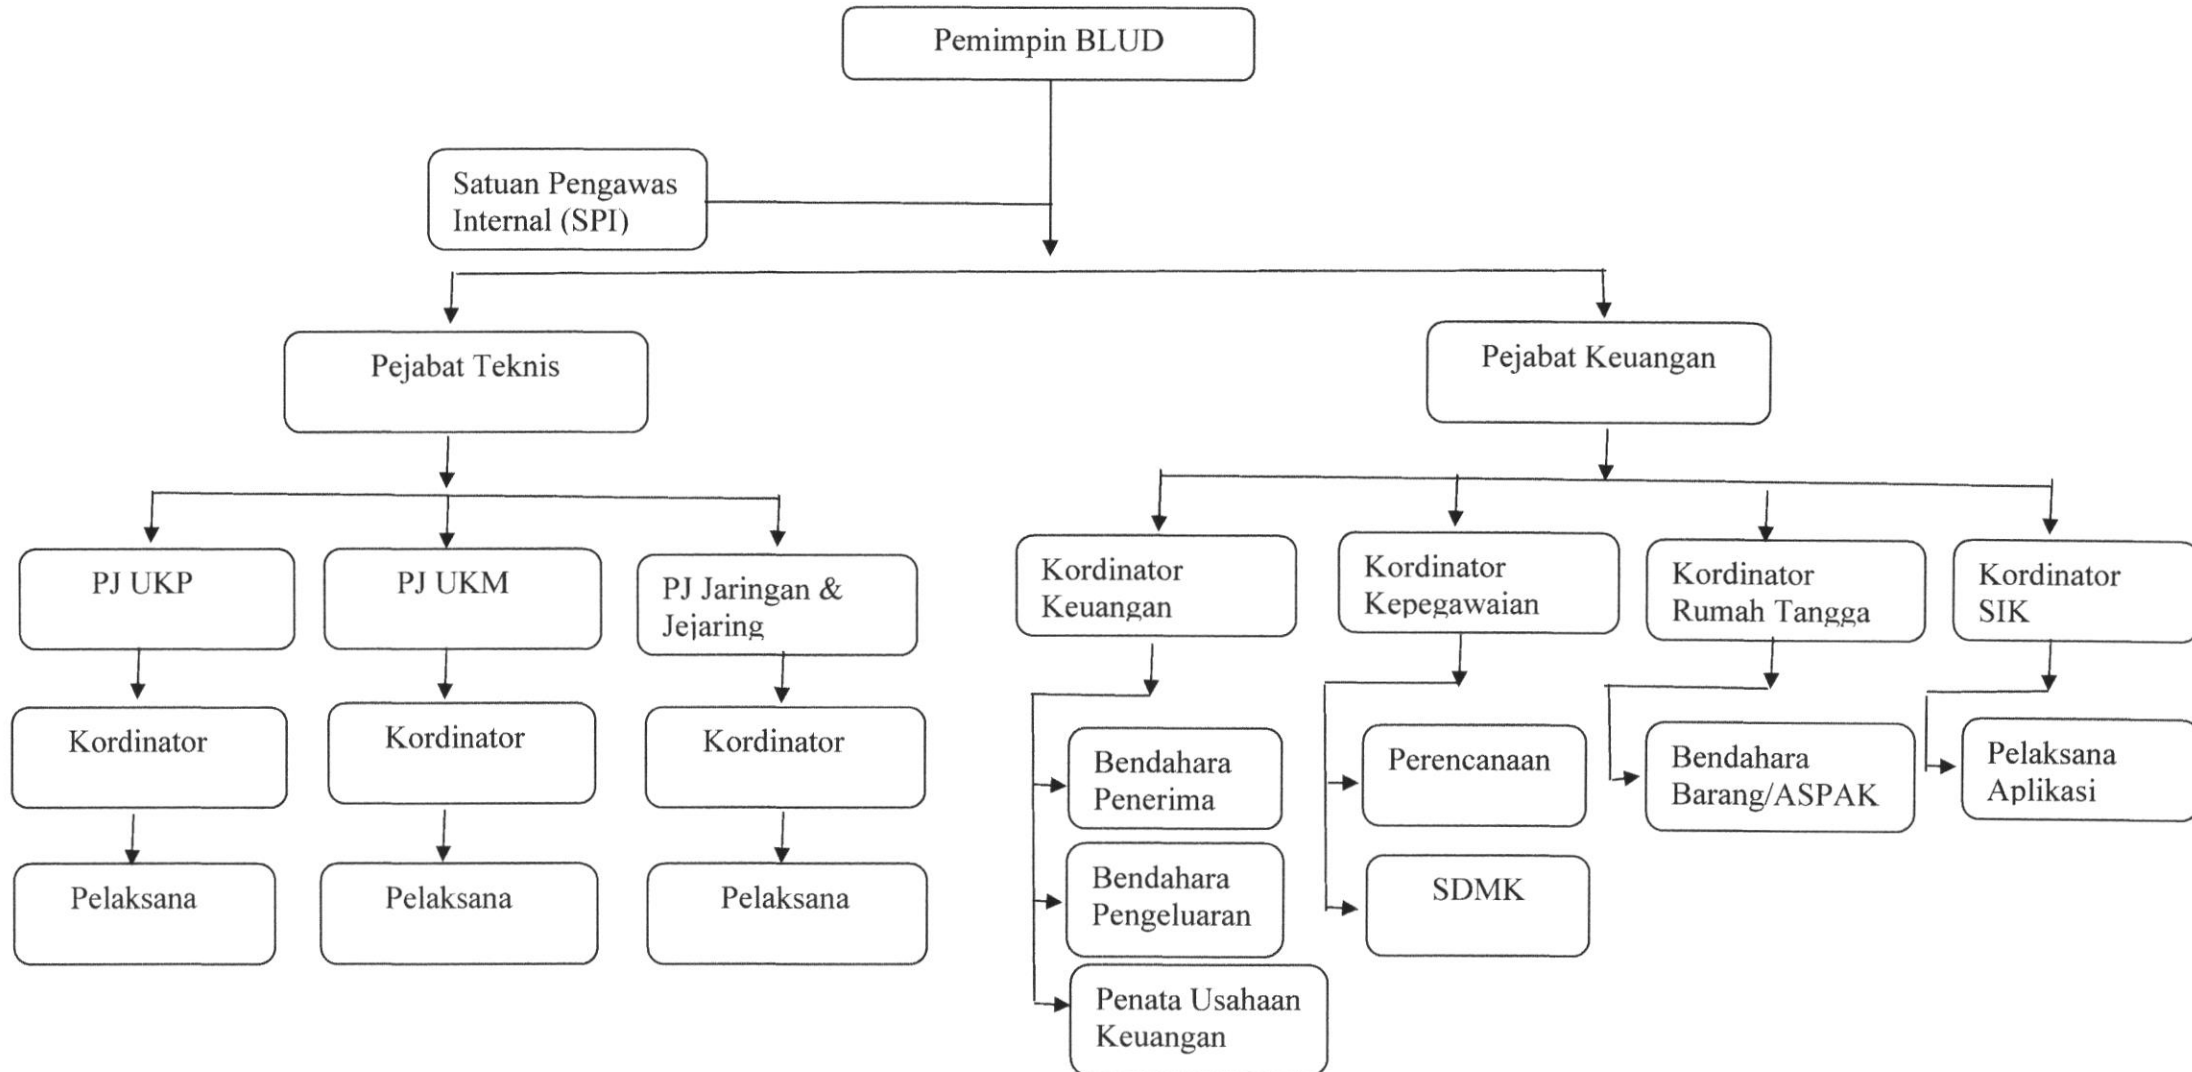 Pemimpin BLUD
Satuan Pengawas
Internal (SPI)
Pejabat Teknis
Pejabat Keuangan
PJ UKP
PJ UKM
PJ Jaringan &
Jejaring
Kordinator
Keuangan
Kordinator
Kepegawaian
Kordinator
Rumah Tangga
Kordinator
SIK
Kordinator
Kordinator
Kordinator
Bendahara
Penerima
Perencanaan
Bendahara
Barang/ASPAK
Pelaksana
Aplikasi
Pelaksana
Pelaksana
Pelaksana
Bendahara
Pengeluaran
SDMK
Penata Usahaan
Keuangan